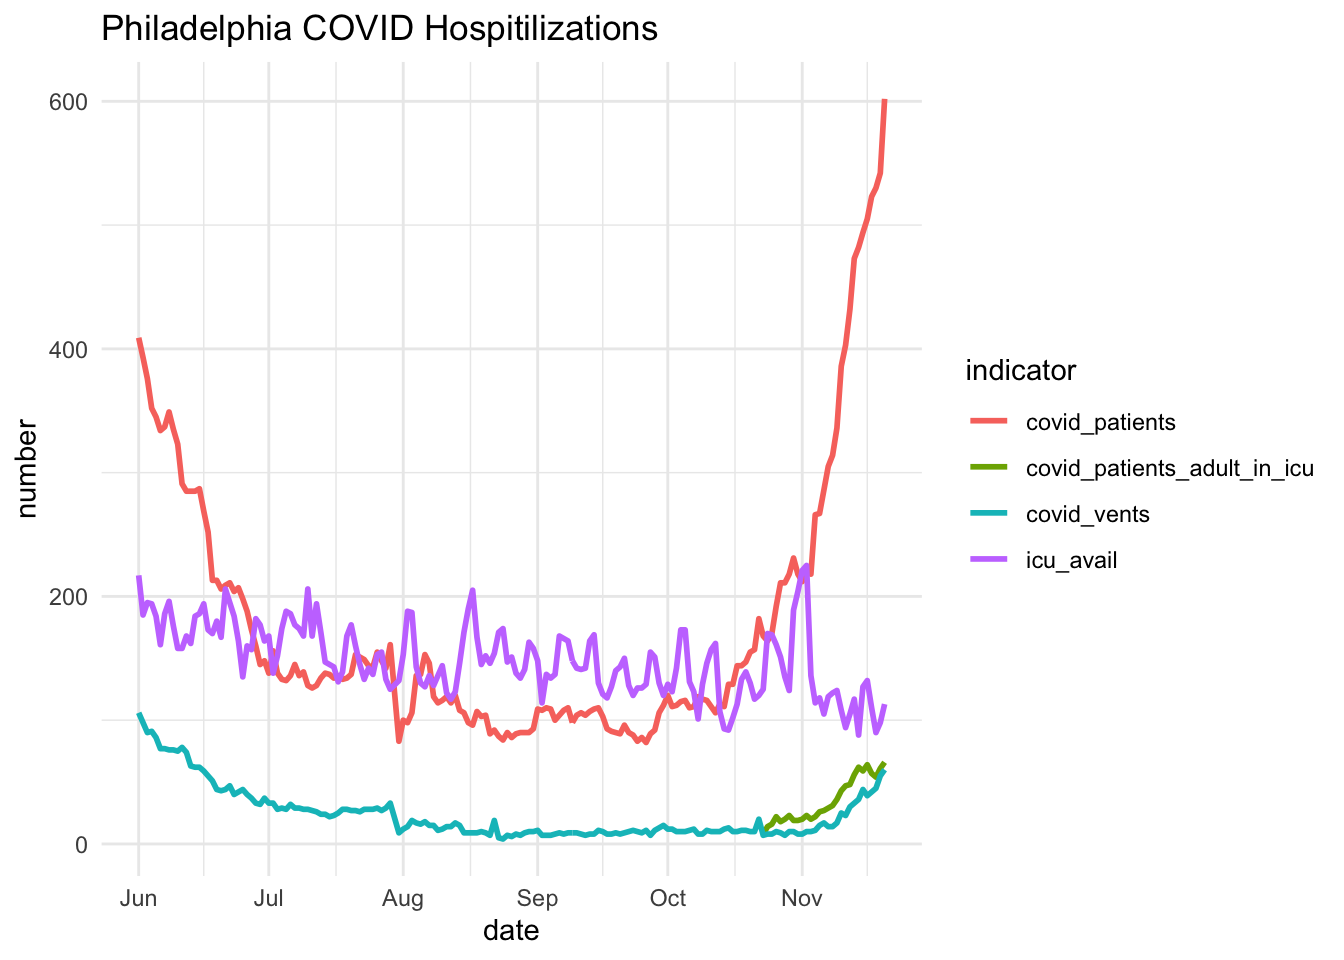 Philadelphia COVID Hospitilizations
600
400
200
0
number
Jun
Jul
Aug
Sep
Oct
Nov
date
indicator
covid_patients
covid_patients_adult_in_icu
covid_vents
icu_avail